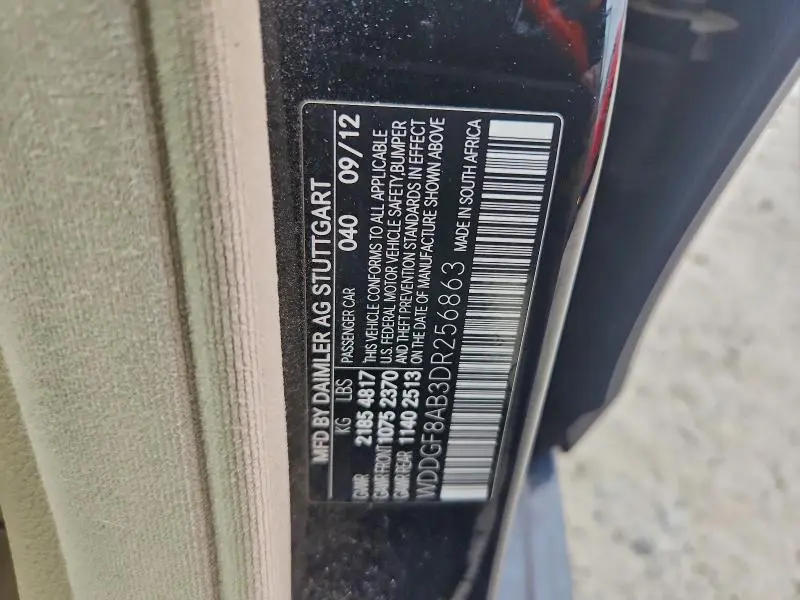 MFD BY DAIMLER AG STUTTGART
KG LBS PASSENGER CAR 040 09/12
GVWR 2185 4817 THIS VEHICLE CONFORMS TO ALL APPLICABLE
GAWR FRONT 1075 2370 U.S. FEDERAL MOTOR VEHICLE SAFETY,BUMPER
GAWR REAR 1140 2513 AND THEFT PREVENTION STANDARDS IN EFFECT
ON THE DATE OF MANUFACTURE SHOWN ABOVE
WDDGF8AB3DR256863 MADE IN SOUTH AFRICA